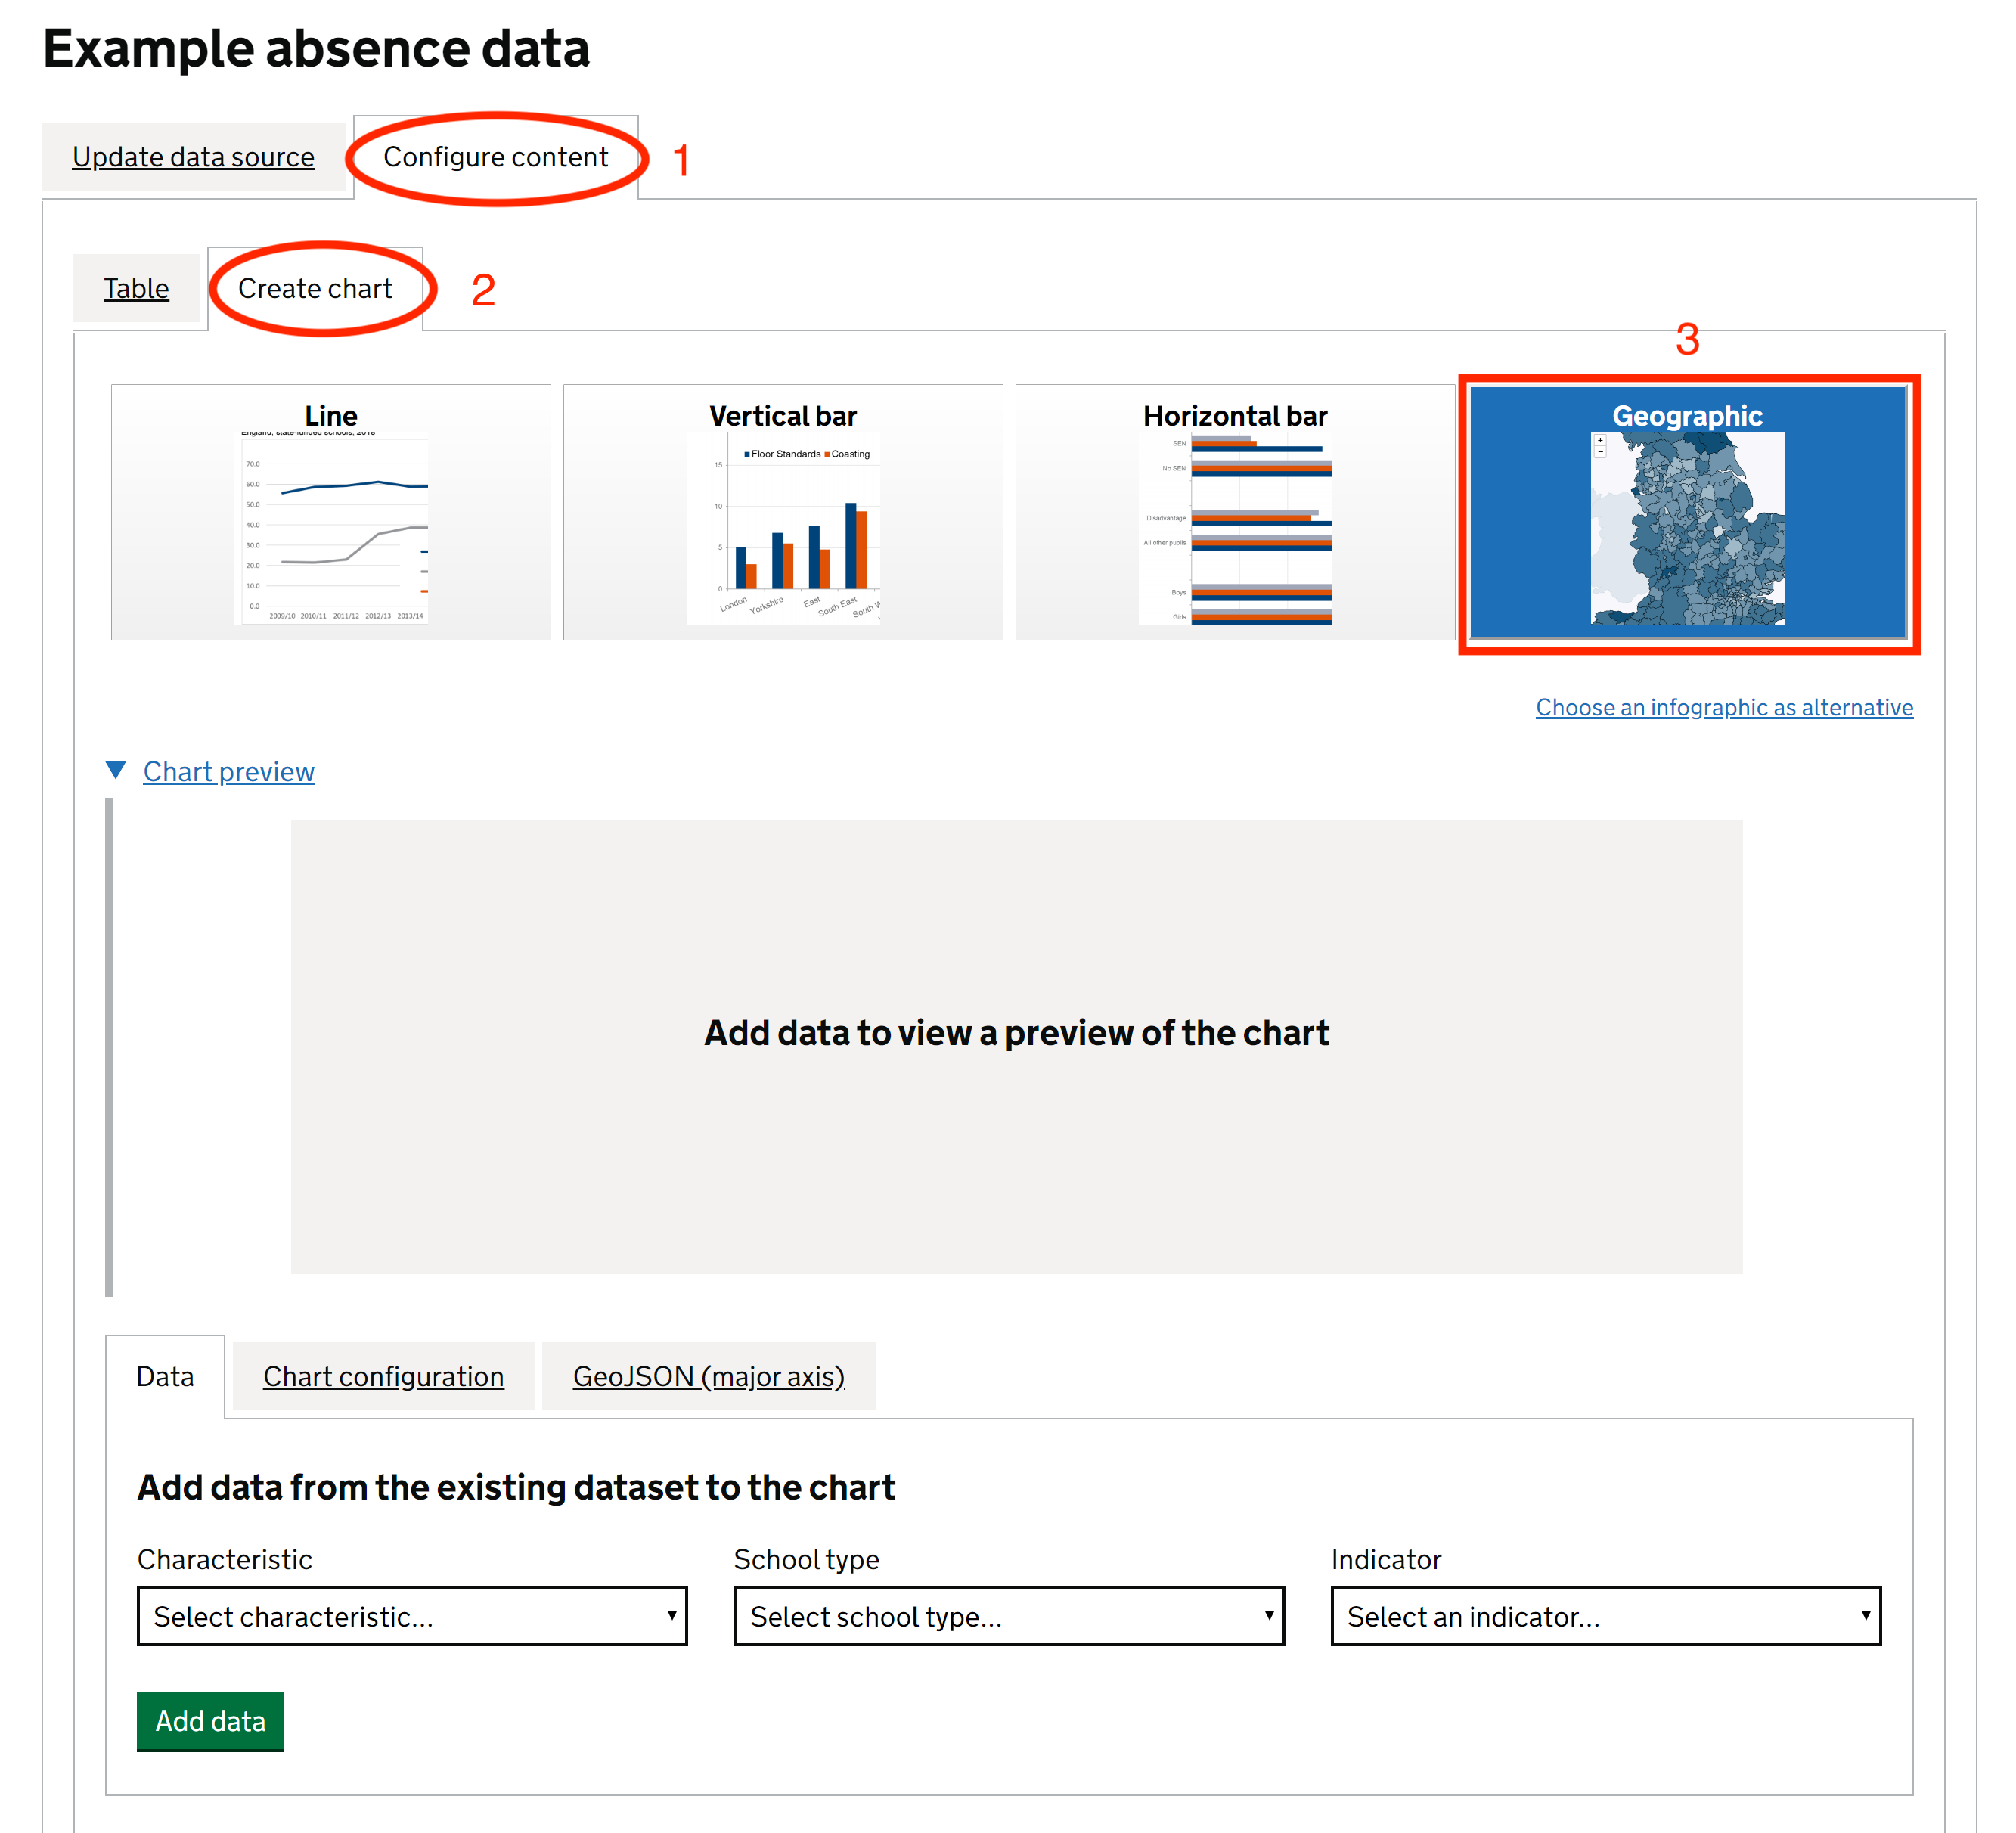 Example absence data
Update data source
Configure content
1
Table
Create chart
2
3
Line
England, state-funded schools, 2018
70.0
60.0
50.0
40.0
30.0
20.0
10.0
0.0
2009/10 2010/11 2011/12 2012/13 2013/14
Vertical bar
Floor Standards Coasting
15
10
5
0
London Yorkshire East South East South W
Horizontal bar
SEN
No SEN
Disadvantage
All other pupils
Boys
Girls
Geographic
+
−
Choose an infographic as alternative
Chart preview
Add data to view a preview of the chart
Data
Chart configuration
GeoJSON (major axis)
Add data from the existing dataset to the chart
Characteristic
School type
Indicator
Select characteristic...
Select school type...
Select an indicator...
Add data